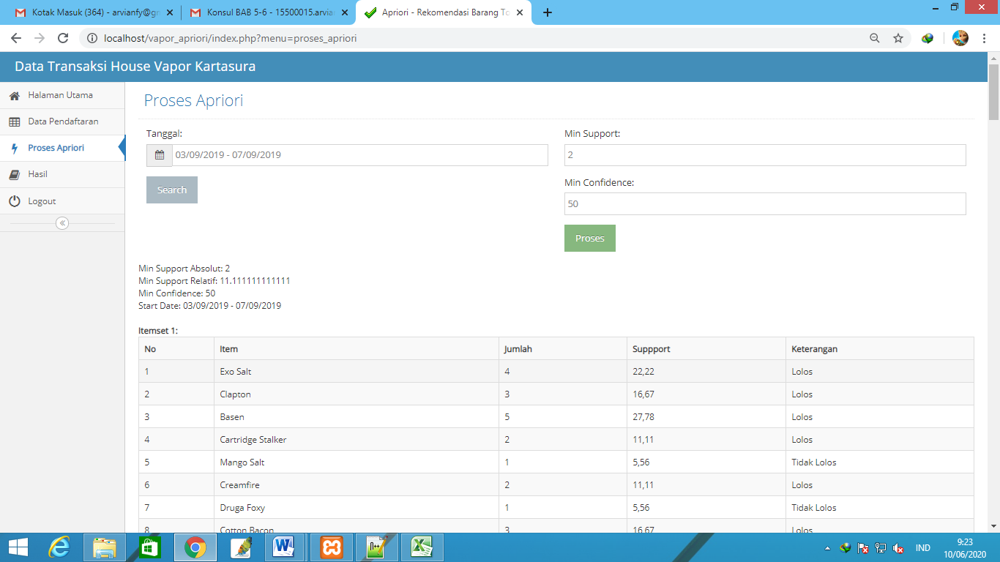 Kotak Masuk (364) - arvianfy@gm
Konsul BAB 5-6 - 15500015.arvia
Apriori - Rekomendasi Barang To
localhost/vapor_apriori/index.php?menu=proses_apriori
Data Transaksi House Vapor Kartasura
Halaman Utama
Data Pendaftaran
Proses Apriori
Hasil
Logout
Proses Apriori
Tanggal:
03/09/2019 - 07/09/2019
Search
Min Support:
2
Min Confidence:
50
Proses
Min Support Absolut: 2
Min Support Relatif: 11.111111111111
Min Confidence: 50
Start Date: 03/09/2019 - 07/09/2019
Itemset 1:
No Item Jumlah Suppport Keterangan
1 Exo Salt 4 22,22 Lolos
2 Clapton 3 16,67 Lolos
3 Basen 5 27,78 Lolos
4 Cartridge Stalker 2 11,11 Lolos
5 Mango Salt 1 5,56 Tidak Lolos
6 Creamfire 2 11,11 Lolos
7 Druga Foxy 1 5,56 Tidak Lolos
8 Cotton Bacon 3 16,67 Lolos
IND
9:23
10/06/2020